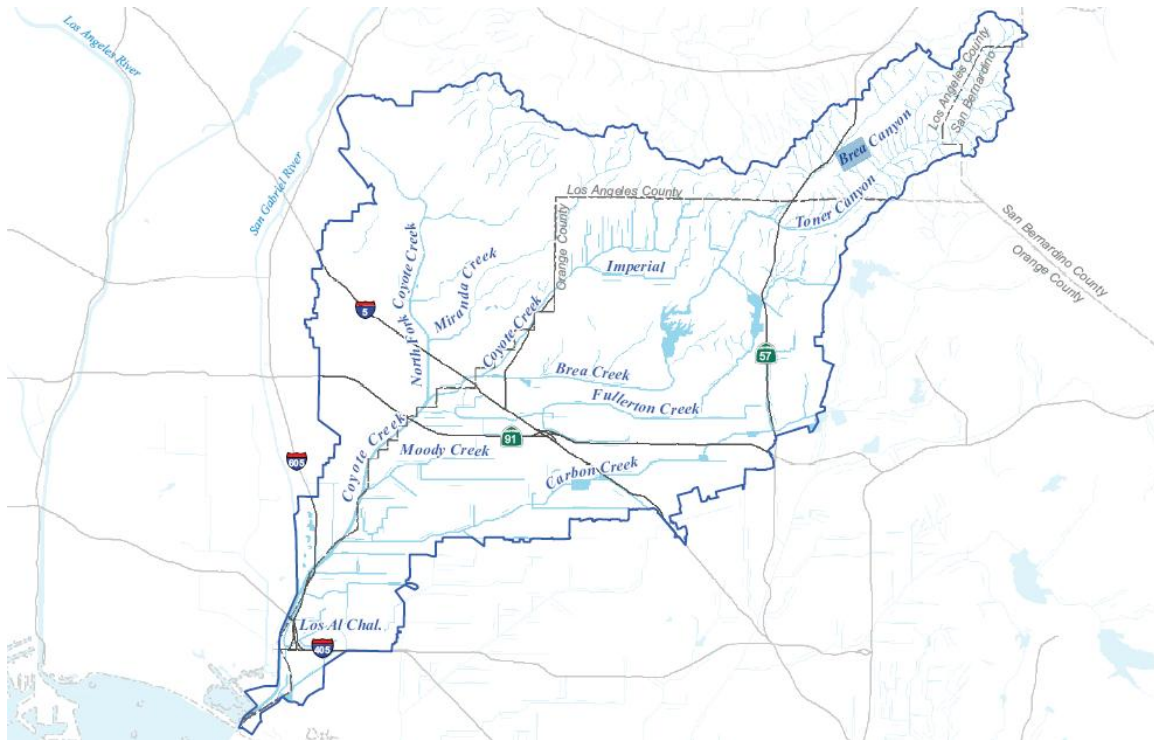 Los Angeles River
San Gabriel River
Los Angeles County
San Bernardino
Brea Canyon
Toner Canyon
Los Angeles County
Orange County
San Bernardino County
Orange County
North Fork Coyote Creek
Miranda Creek
Imperial
Coyote Creek
5
57
Brea Creek
Fullerton Creek
91
Coyote Creek
Moody Creek
Carbon Creek
605
Los Al Chal.
405